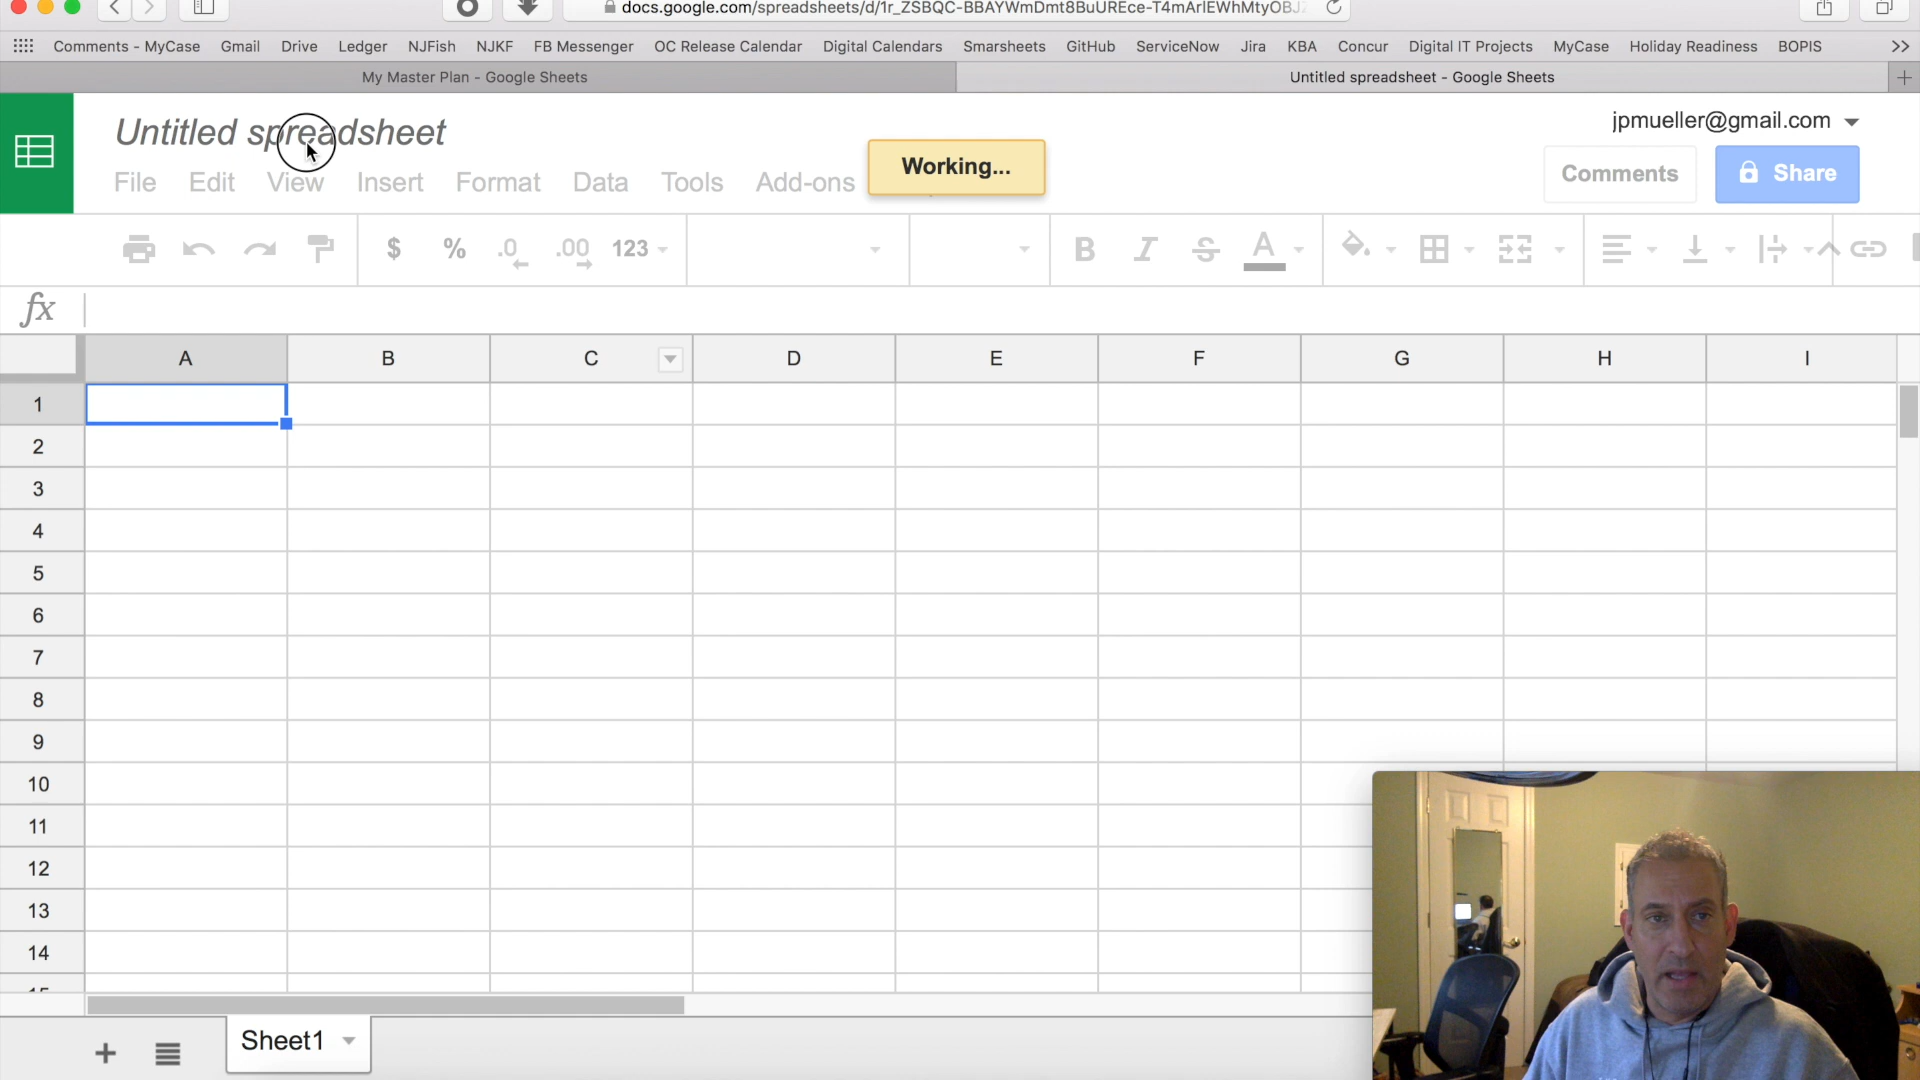 docs.google.com/spreadsheets/d/1r_ZSBQC-BBAYWmDmt8BuUREce-T4mArlEWhMtyOBJZ
Comments - MyCase Gmail Drive Ledger NJFish NJKF FB Messenger OC Release Calendar Digital Calendars Smarsheets GitHub ServiceNow Jira KBA Concur Digital IT Projects MyCase Holiday Readiness BOPIS >>
My Master Plan - Google Sheets Untitled spreadsheet - Google Sheets +
Untitled spreadsheet
jpmueller@gmail.com
File Edit View Insert Format Data Tools Add-ons
Working...
Comments Share
$ % .0 .00 123 B I S A
fx
A B C D E F G H I
1
2
3
4
5
6
7
8
9
10
11
12
13
14
15
+ Sheet1